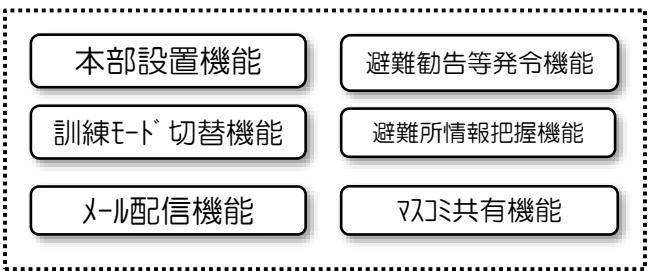 本部設置機能
避難勧告等発令機能
訓練ﾓｰﾄﾞ切替機能
避難所情報把握機能
ﾒｰﾙ配信機能
ﾏｽｺﾐ共有機能